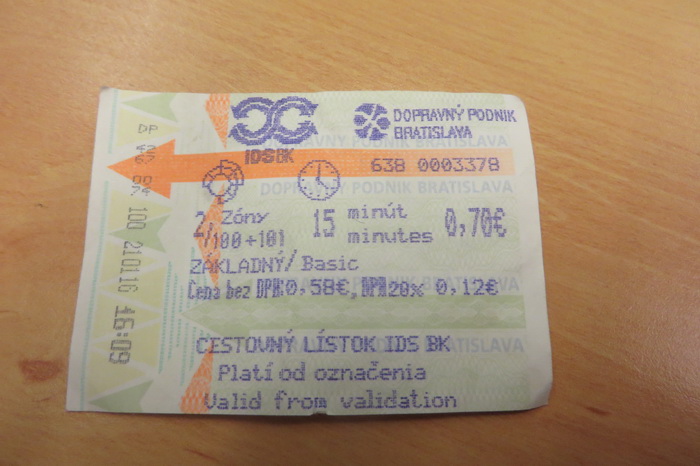 DOPRAVNÝ PODNIK
BRATISLAVA
IDS BK
638 0003378
2 Zóny
/100+101
15 minút
minutes
0,70€
ZÁKLADNÝ/Basic
Cena bez DPH:0,58€,DPH20% 0,12€
CESTOVNÝ LÍSTOK IDS BK
Platí od označenia
Valid from validation
DP
100 210116 16:09
DOPRAVNÝ PODNIK BRATISLAVA